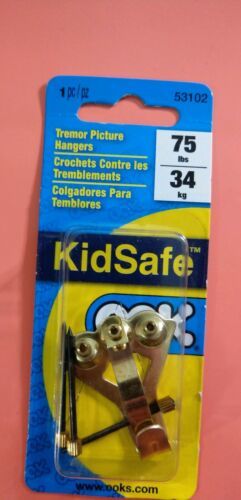 1 pc / pz
53102
Tremor Picture
Hangers
Crochets Contre les
Tremblements
Colgadores Para
Temblores
75
lbs
34
kg
KidSafe™
OOK
www.ooks.com